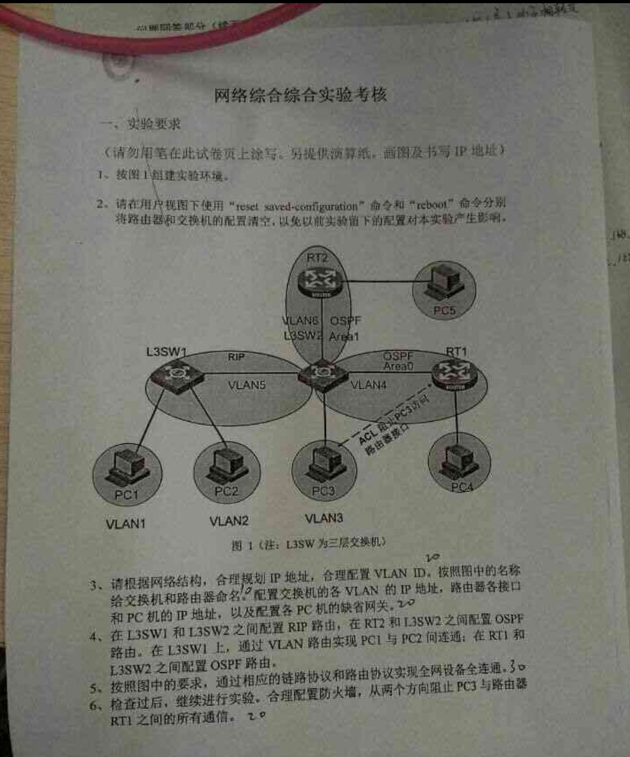 网络综合综合实验考核
一、实验要求
（请勿用笔在此试卷页上涂写。另提供演算纸，画图及书写 IP 地址）
1、按图 1 组建实验环境。
2、请在用户视图下使用“reset saved-configuration”命令和“reboot”命令分别
将路由器和交换机的配置清空，以免以前实验留下的配置对本实验产生影响。
RT2
ROUTER
PC5
VLAN6 OSPF
L3SW2 Area1
L3SW1
RIP
OSPF
Area0
RT1
VLAN5
VLAN4
ROUTER
ACL 阻止PC3访问
路由器接口
PC1
PC2
PC3
PC4
VLAN1
VLAN2
VLAN3
图 1（注：L3SW 为三层交换机）
20
3、请根据网络结构，合理规划 IP 地址，合理配置 VLAN ID。按照图中的名称
给交换机和路由器命名。10 配置交换机的各 VLAN 的 IP 地址，路由器各接口
和 PC 机的 IP 地址，以及配置各 PC 机的缺省网关。20
4、在 L3SW1 和 L3SW2 之间配置 RIP 路由，在 RT2 和 L3SW2 之间配置 OSPF
路由。在 L3SW1 上，通过 VLAN 路由实现 PC1 与 PC2 间连通；在 RT1 和
L3SW2 之间配置 OSPF 路由。
5、按照图中的要求，通过相应的链路协议和路由协议实现全网设备全连通。30
6、检查过后，继续进行实验。合理配置防火墙，从两个方向阻止 PC3 与路由器
RT1 之间的所有通信。 20